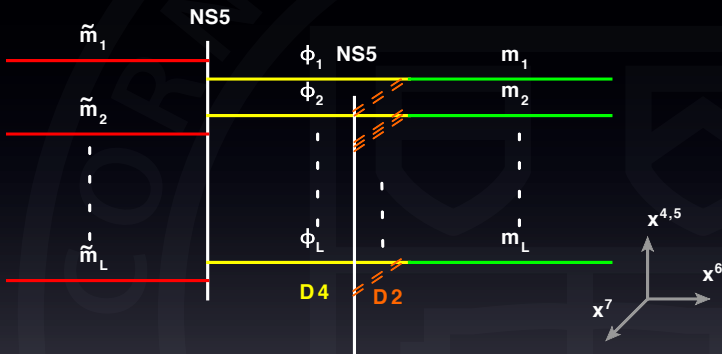 NS5
m̃₁
ϕ₁ NS5 m₁
ϕ₂ m₂
m̃₂
ϕL mL
m̃L
D4 D2
x⁴,⁵
x⁶
x⁷